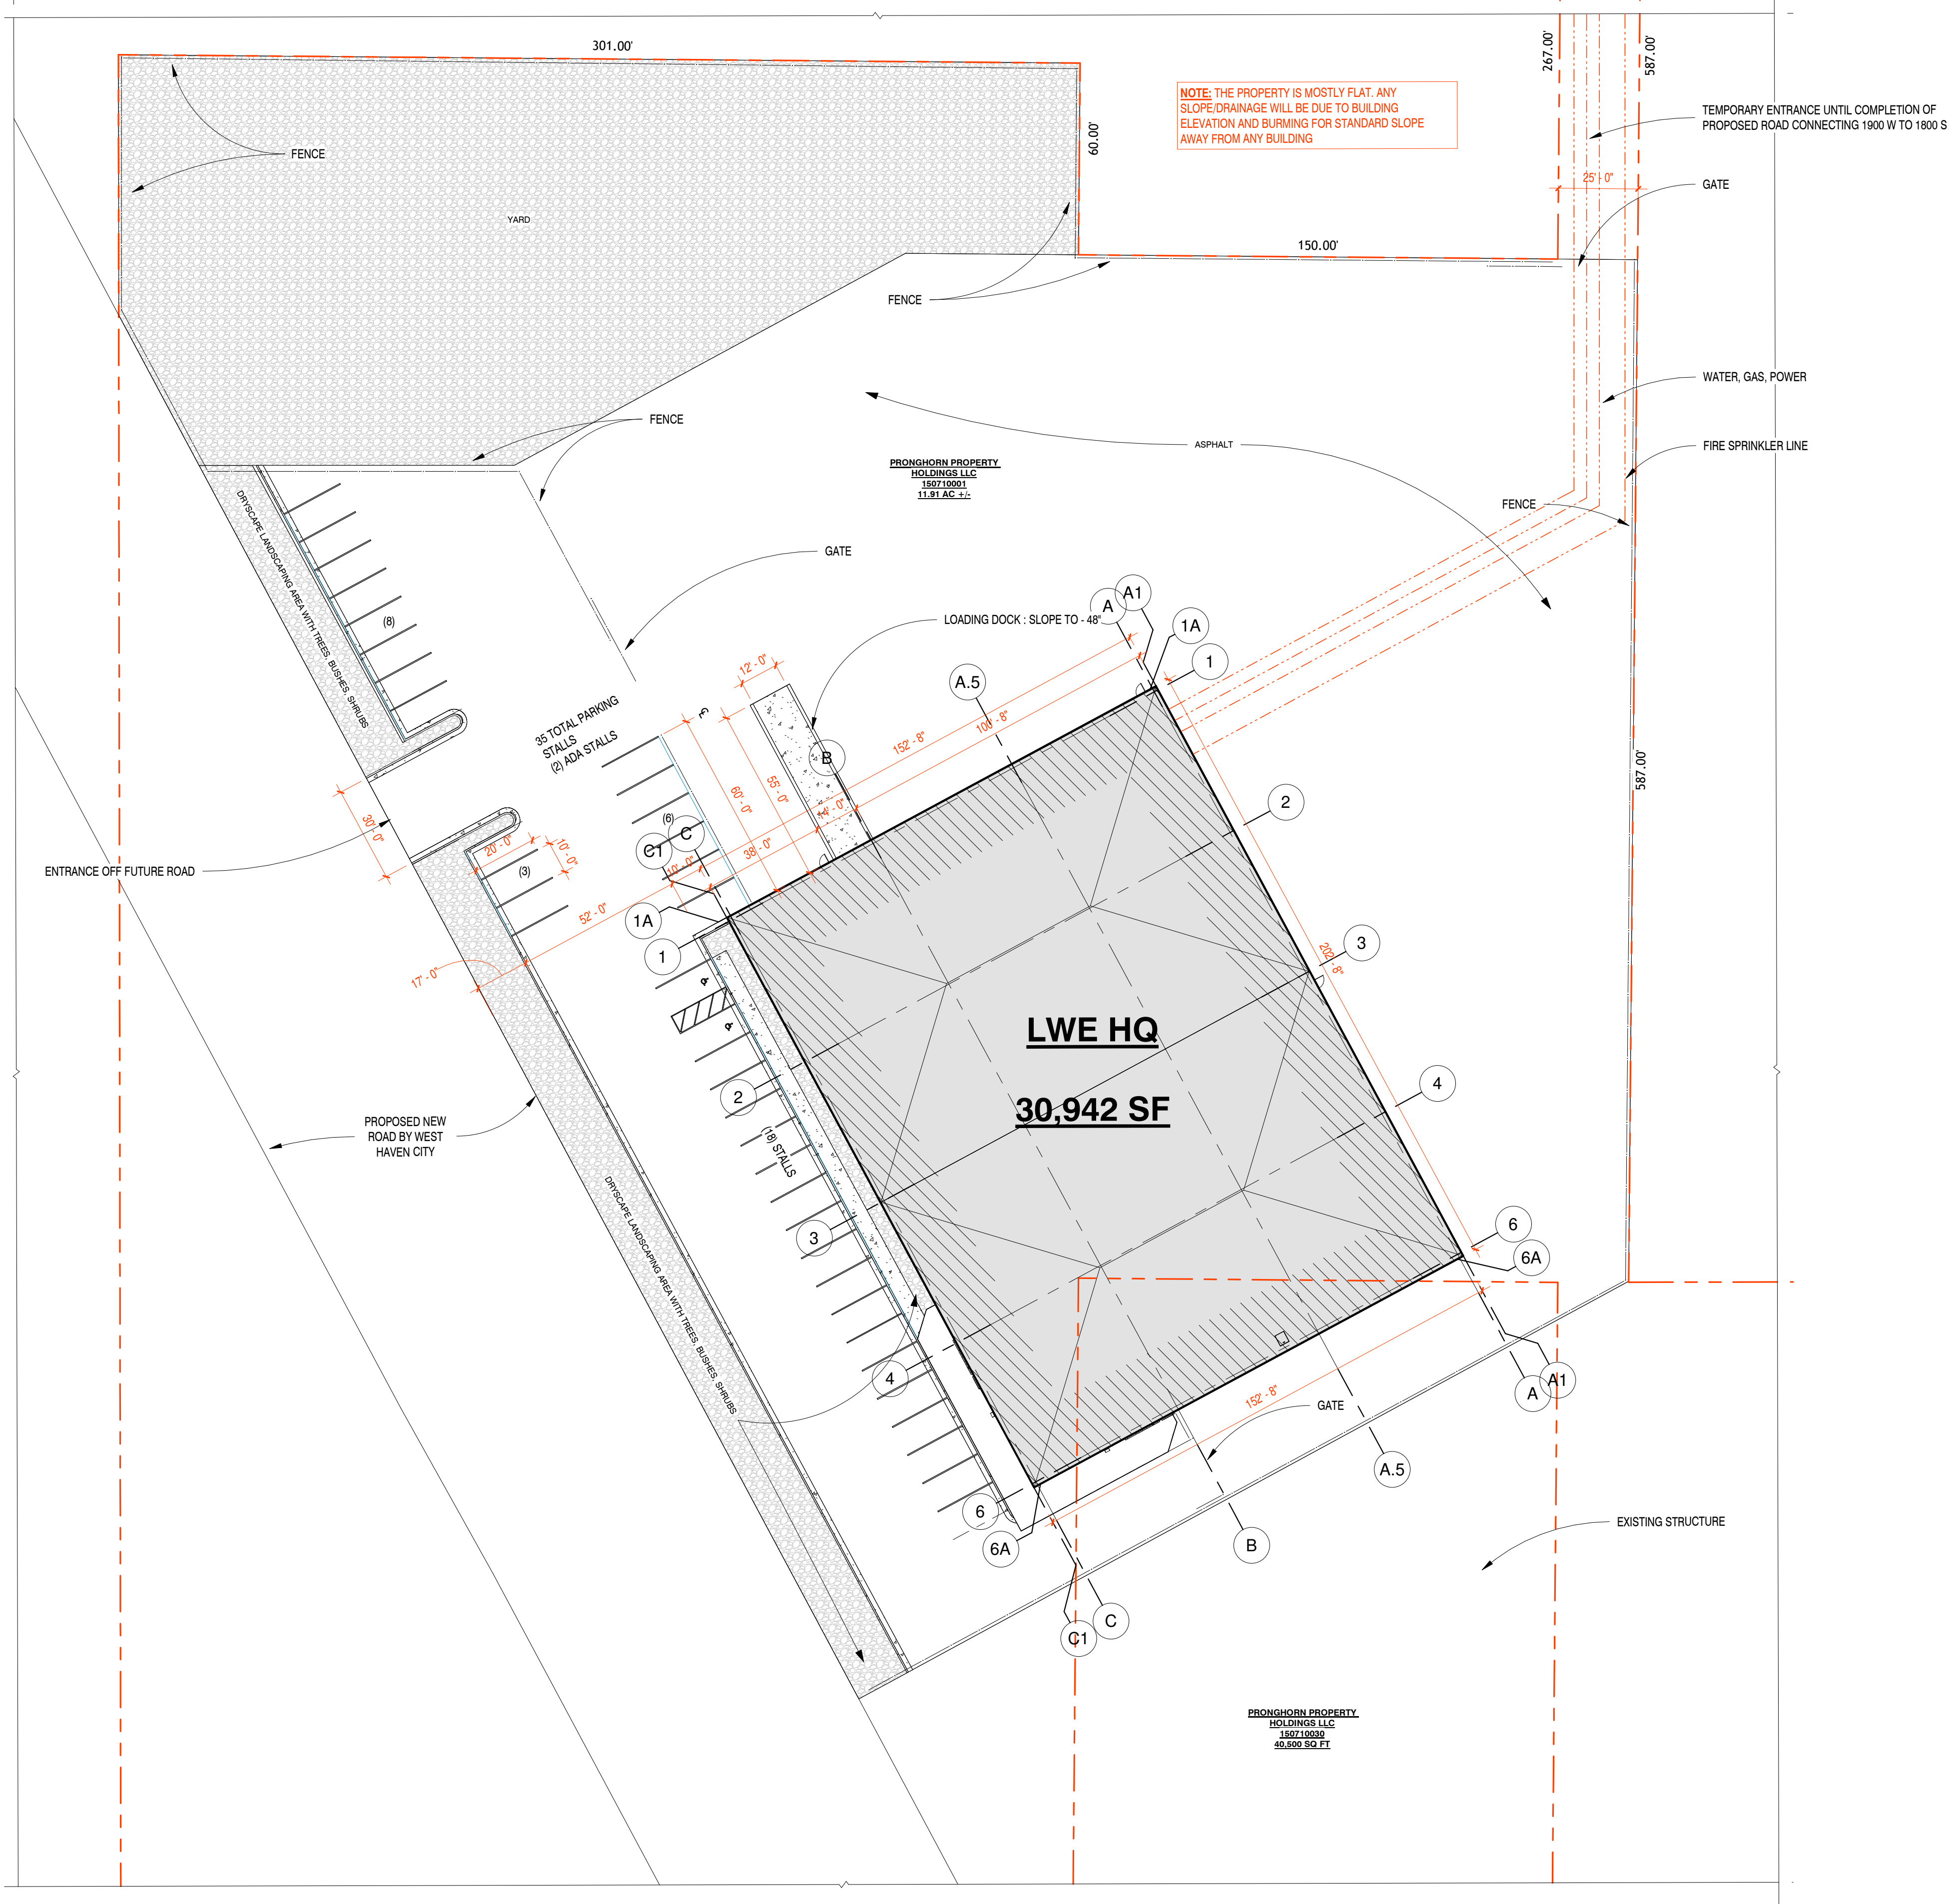 301.00'
267.00'
587.00'
NOTE: THE PROPERTY IS MOSTLY FLAT. ANY
SLOPE/DRAINAGE WILL BE DUE TO BUILDING
ELEVATION AND BURMING FOR STANDARD SLOPE
AWAY FROM ANY BUILDING
TEMPORARY ENTRANCE UNTIL COMPLETION OF
PROPOSED ROAD CONNECTING 1900 W TO 1800 S
60.00'
FENCE
25' - 0"
GATE
YARD
150.00'
FENCE
WATER, GAS, POWER
FENCE
ASPHALT
FIRE SPRINKLER LINE
PRONGHORN PROPERTY
HOLDINGS LLC
150710001
11.91 AC +/-
FENCE
DRYSCAPE LANDSCAPING AREA WITH TREES, BUSHES, SHRUBS
GATE
(8)
LOADING DOCK : SLOPE TO - 48"
A
A1
1A
1
A.5
12' - 0"
35 TOTAL PARKING
STALLS
(2) ADA STALLS
152' - 8"
100' - 8"
B
55' - 0"
60' - 0"
14' - 0"
587.00'
2
30' - 0"
(6)
C
C1
38' - 0"
10' - 0"
20' - 0"
10' - 0"
(3)
ENTRANCE OFF FUTURE ROAD
52' - 0"
1A
1
17' - 0"
3
202' - 8"
LWE HQ
30,942 SF
2
4
PROPOSED NEW
ROAD BY WEST
HAVEN CITY
(18) STALLS
3
6
6A
DRYSCAPE LANDSCAPING AREA WITH TREES, BUSHES, SHRUBS
4
152' - 8"
A
A1
GATE
A.5
6
6A
B
EXISTING STRUCTURE
C
C1
PRONGHORN PROPERTY
HOLDINGS LLC
150710030
40,500 SQ FT